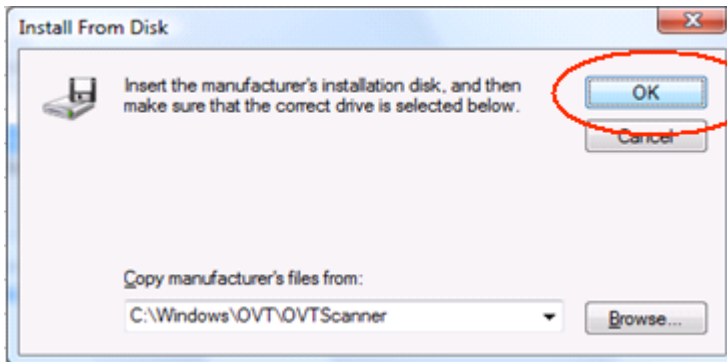 Install From Disk
Insert the manufacturer's installation disk, and then
make sure that the correct drive is selected below.
OK
Cancel
Copy manufacturer's files from:
C:\Windows\OVT\OVTScanner
Browse...